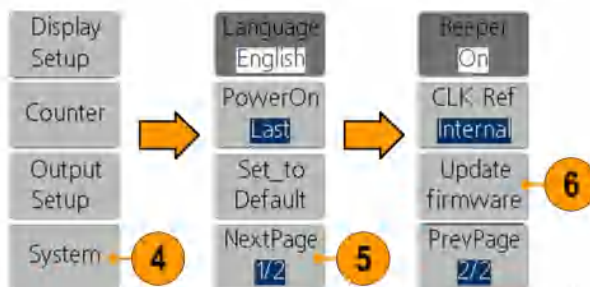 Display
Setup
Counter
Output
Setup
System
4
Language
English
PowerOn
Last
Set_to
Default
NextPage
1/2
5
Beeper
On
CLK Ref
Internal
Update
firmware
6
PrevPage
2/2